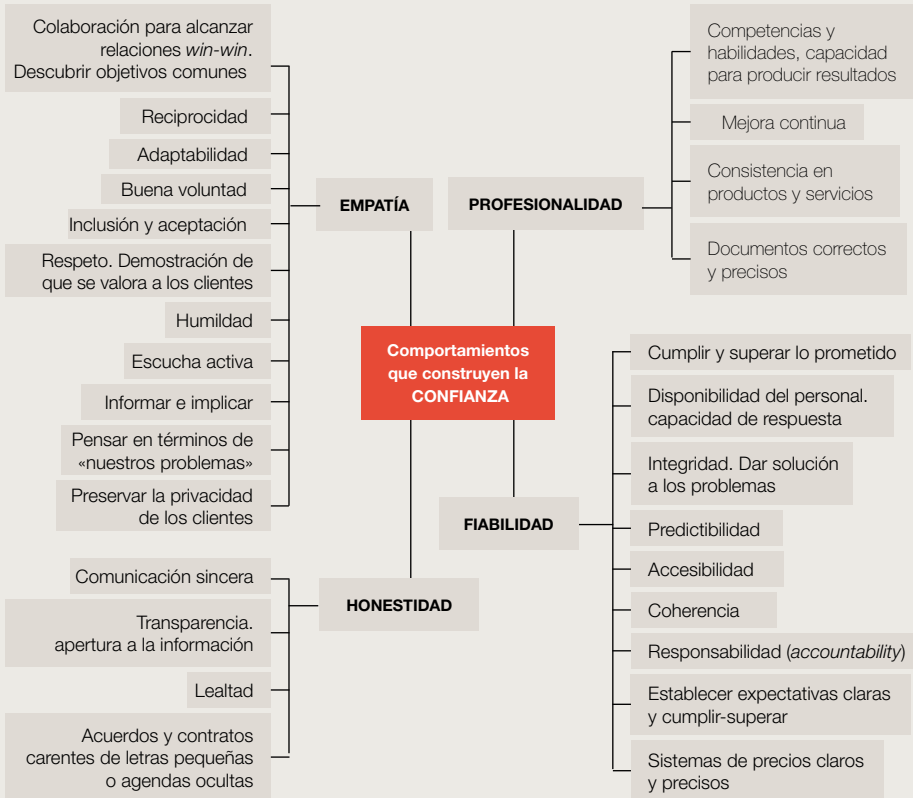 Colaboración para alcanzar
relaciones win-win.
Descubrir objetivos comunes
Reciprocidad
Adaptabilidad
Buena voluntad
Inclusión y aceptación
Respeto. Demostración de
que se valora a los clientes
Humildad
Escucha activa
Informar e implicar
Pensar en términos de
«nuestros problemas»
Preservar la privacidad
de los clientes
EMPATÍA
PROFESIONALIDAD
Competencias y
habilidades, capacidad
para producir resultados
Mejora continua
Consistencia en
productos y servicios
Documentos correctos
y precisos
Comportamientos
que construyen la
CONFIANZA
Comunicación sincera
Transparencia.
apertura a la información
Lealtad
Acuerdos y contratos
carentes de letras pequeñas
o agendas ocultas
HONESTIDAD
FIABILIDAD
Cumplir y superar lo prometido
Disponibilidad del personal.
capacidad de respuesta
Integridad. Dar solución
a los problemas
Predictibilidad
Accesibilidad
Coherencia
Responsabilidad (accountability)
Establecer expectativas claras
y cumplir-superar
Sistemas de precios claros
y precisos